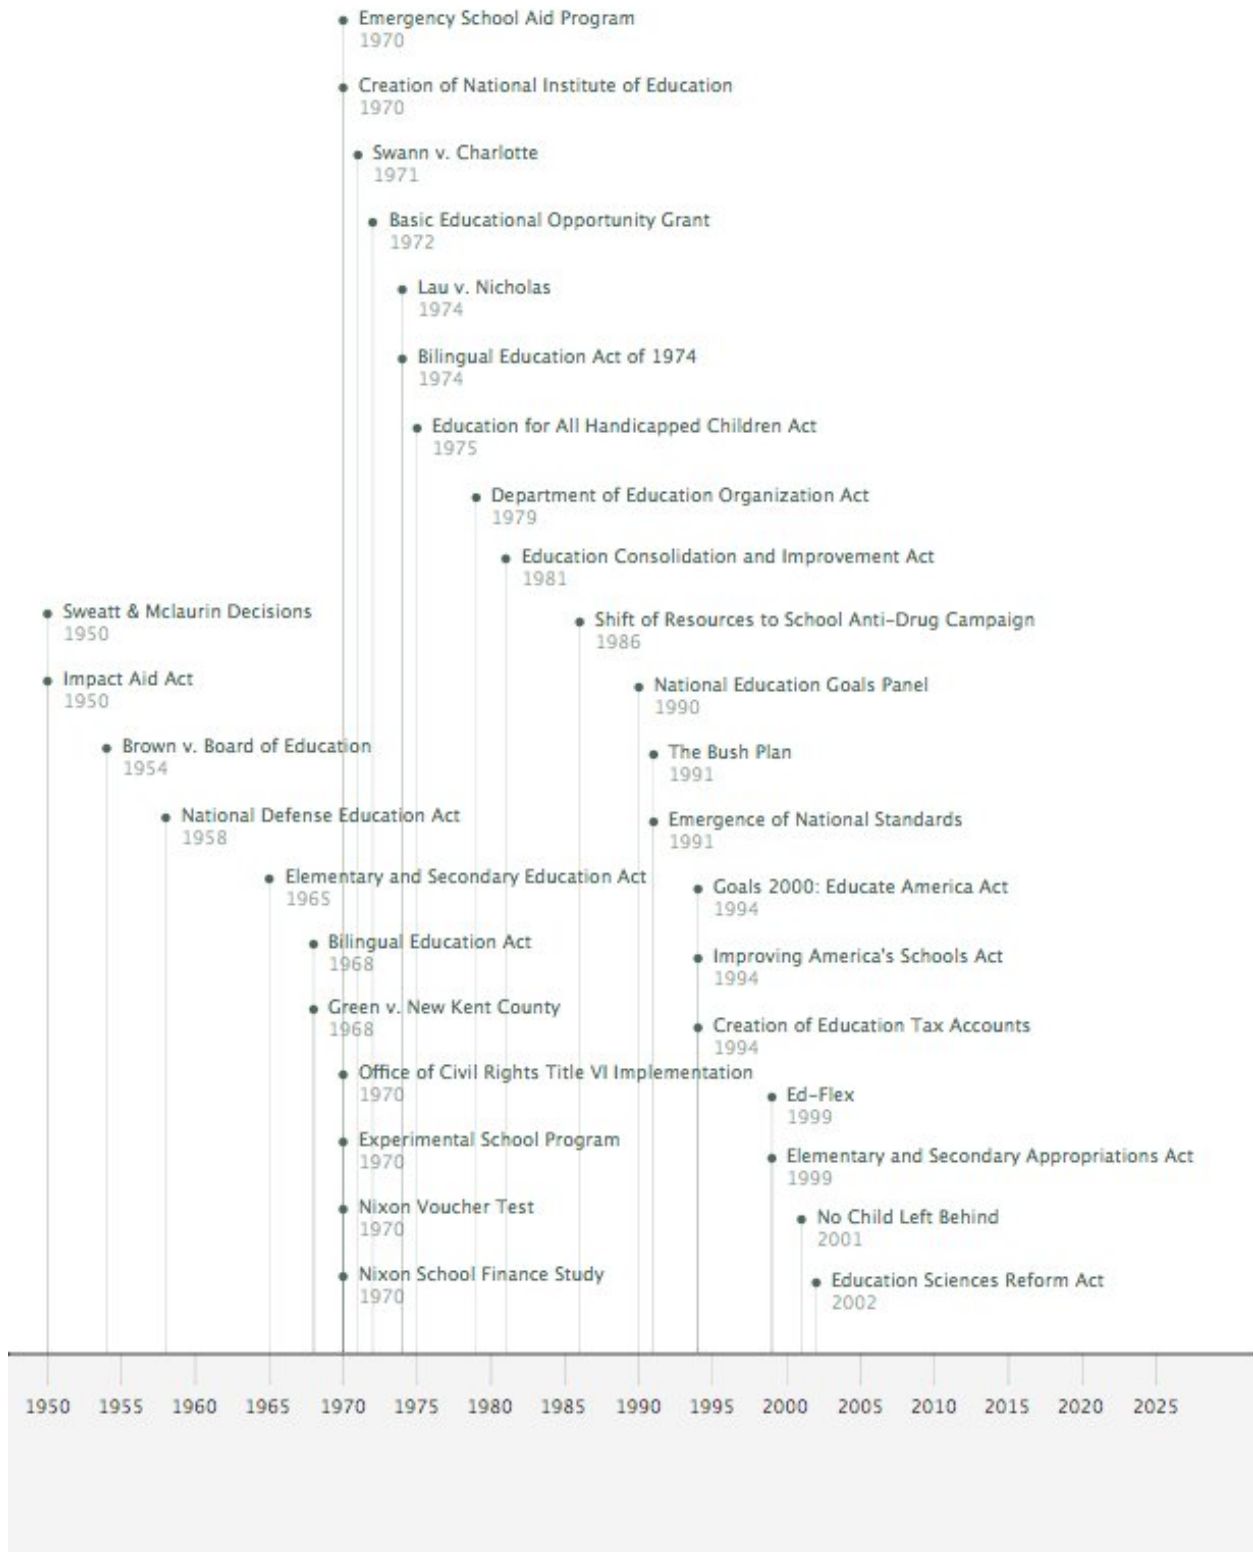 Emergency School Aid Program
1970
Creation of National Institute of Education
1970
Swann v. Charlotte
1971
Basic Educational Opportunity Grant
1972
Lau v. Nicholas
1974
Bilingual Education Act of 1974
1974
Education for All Handicapped Children Act
1975
Department of Education Organization Act
1979
Education Consolidation and Improvement Act
1981
Sweatt & Mclaurin Decisions
1950
Shift of Resources to School Anti-Drug Campaign
1986
Impact Aid Act
1950
National Education Goals Panel
1990
Brown v. Board of Education
1954
The Bush Plan
1991
National Defense Education Act
1958
Emergence of National Standards
1991
Elementary and Secondary Education Act
1965
Goals 2000: Educate America Act
1994
Bilingual Education Act
1968
Improving America's Schools Act
1994
Green v. New Kent County
1968
Creation of Education Tax Accounts
1994
Office of Civil Rights Title VI Implementation
1970
Ed-Flex
1999
Experimental School Program
1970
Elementary and Secondary Appropriations Act
1999
Nixon Voucher Test
1970
No Child Left Behind
2001
Nixon School Finance Study
1970
Education Sciences Reform Act
2002
1950 1955 1960 1965 1970 1975 1980 1985 1990 1995 2000 2005 2010 2015 2020 2025